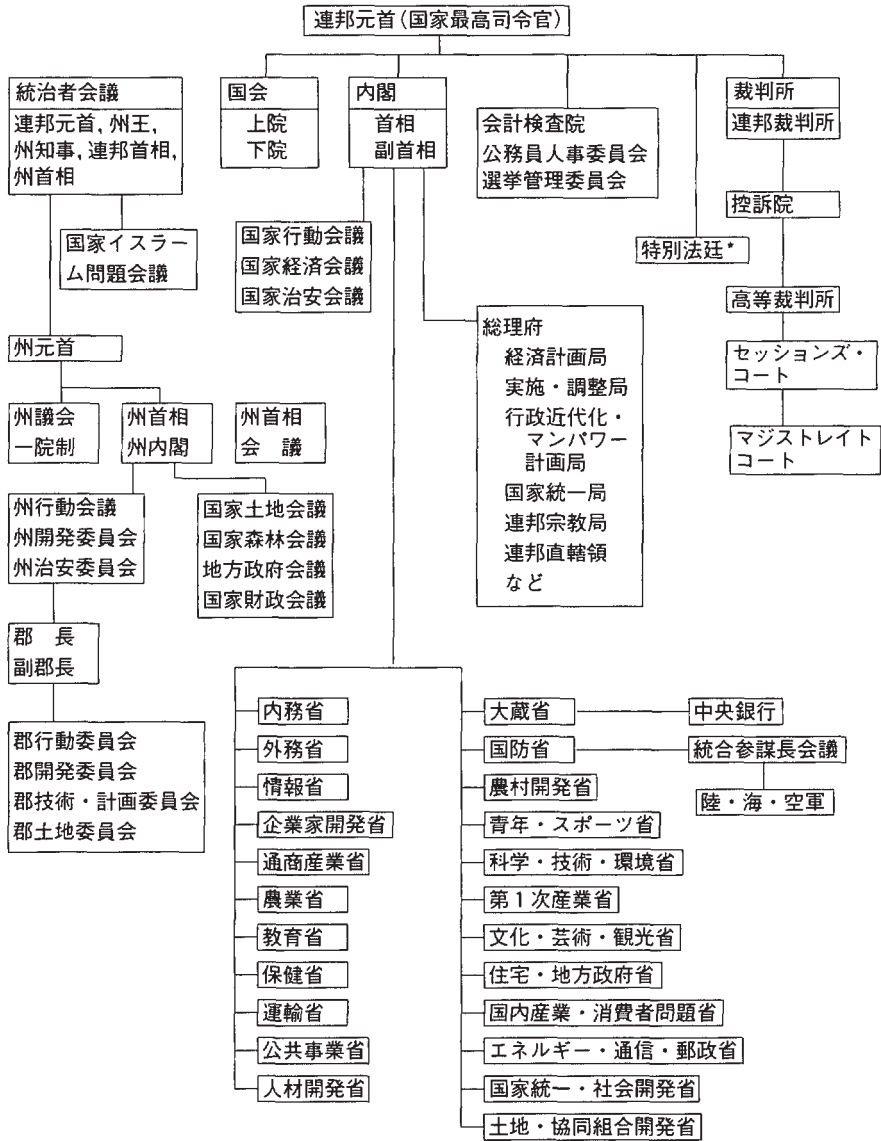 連邦元首(国家最高司令官)
統治者会議
連邦元首,州王,
州知事,連邦首相,
州首相
国家イスラー
ム問題会議
州元首
州議会
一院制
州首相
州内閣
州首相
会 議
州行動会議
州開発委員会
州治安委員会
国家土地会議
国家森林会議
地方政府会議
国家財政会議
郡 長
副郡長
郡行動委員会
郡開発委員会
郡技術・計画委員会
郡土地委員会
国会
上院
下院
内閣
首相
副首相
国家行動会議
国家経済会議
国家治安会議
総理府
経済計画局
実施・調整局
行政近代化・
マンパワー
計画局
国家統一局
連邦宗教局
連邦直轄領
など
会計検査院
公務員人事委員会
選挙管理委員会
特別法廷*
裁判所
連邦裁判所
控訴院
高等裁判所
セッションズ・
コート
マジストレイト
コート
内務省
外務省
情報省
企業家開発省
通商産業省
農業省
教育省
保健省
運輸省
公共事業省
人材開発省
大蔵省
中央銀行
国防省
統合参謀長会議
陸・海・空軍
農村開発省
青年・スポーツ省
科学・技術・環境省
第1次産業省
文化・芸術・観光省
住宅・地方政府省
国内産業・消費者問題省
エネルギー・通信・郵政省
国家統一・社会開発省
土地・協同組合開発省